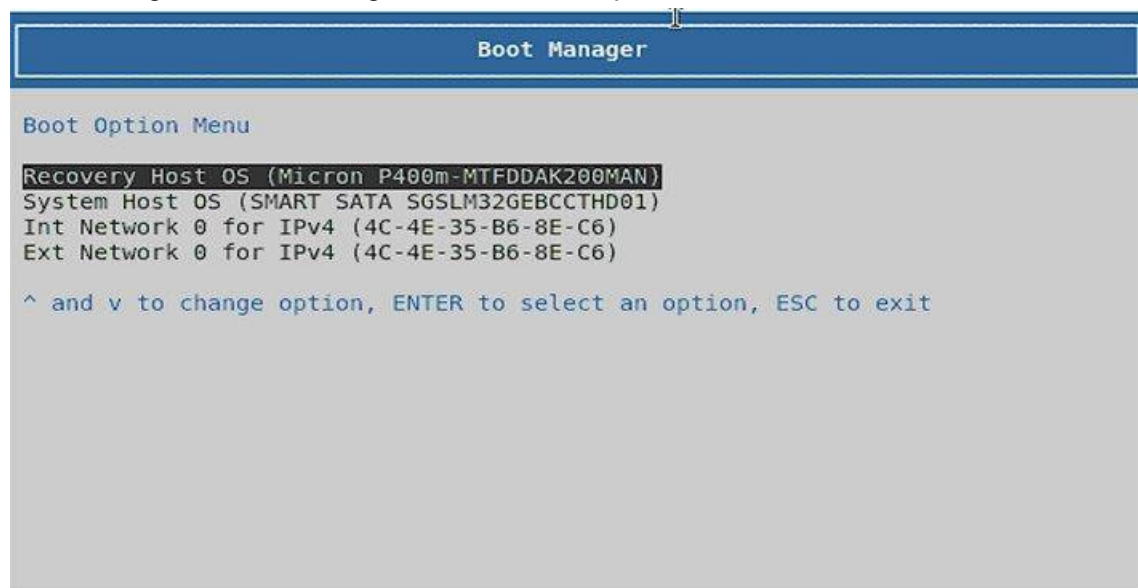 Boot Manager
Boot Option Menu
Recovery Host OS (Micron P400m-MTFDDAK200MAN)
System Host OS (SMART SATA SGSLM32GEBCCTHD01)
Int Network 0 for IPv4 (4C-4E-35-B6-8E-C6)
Ext Network 0 for IPv4 (4C-4E-35-B6-8E-C6)
^ and v to change option, ENTER to select an option, ESC to exit